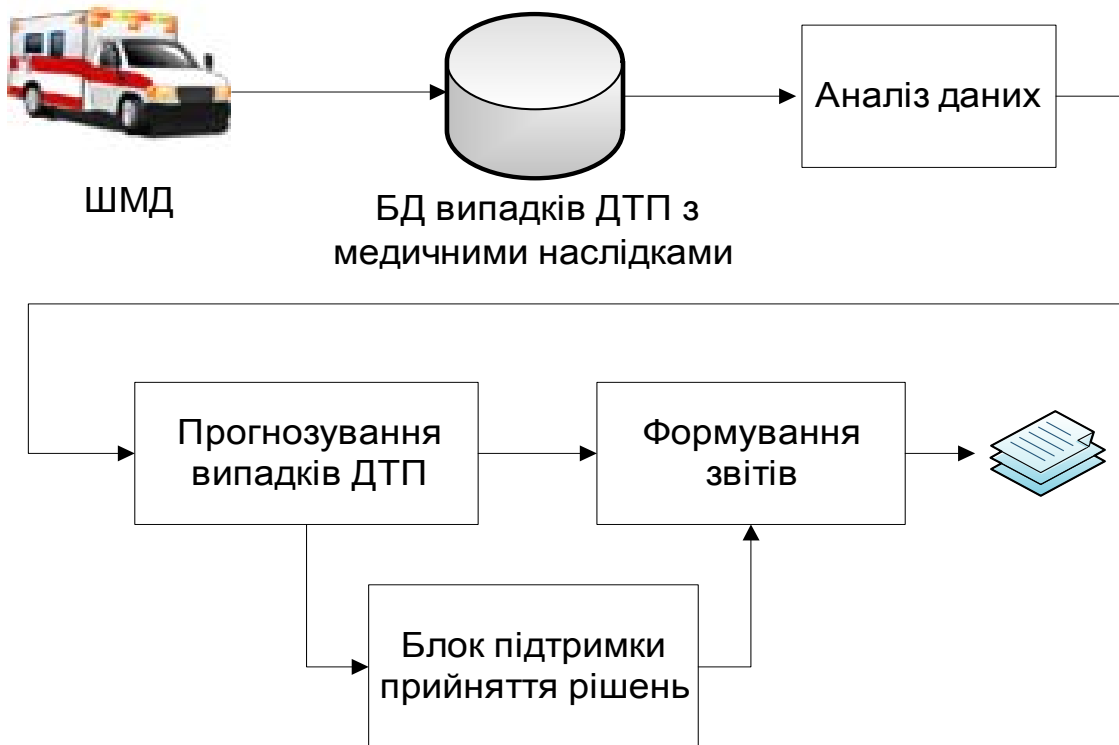 ШМД
БД випадків ДТП з
медичними наслідками
Аналіз даних
Прогнозування
випадків ДТП
Формування
звітів
Блок підтримки
прийняття рішень